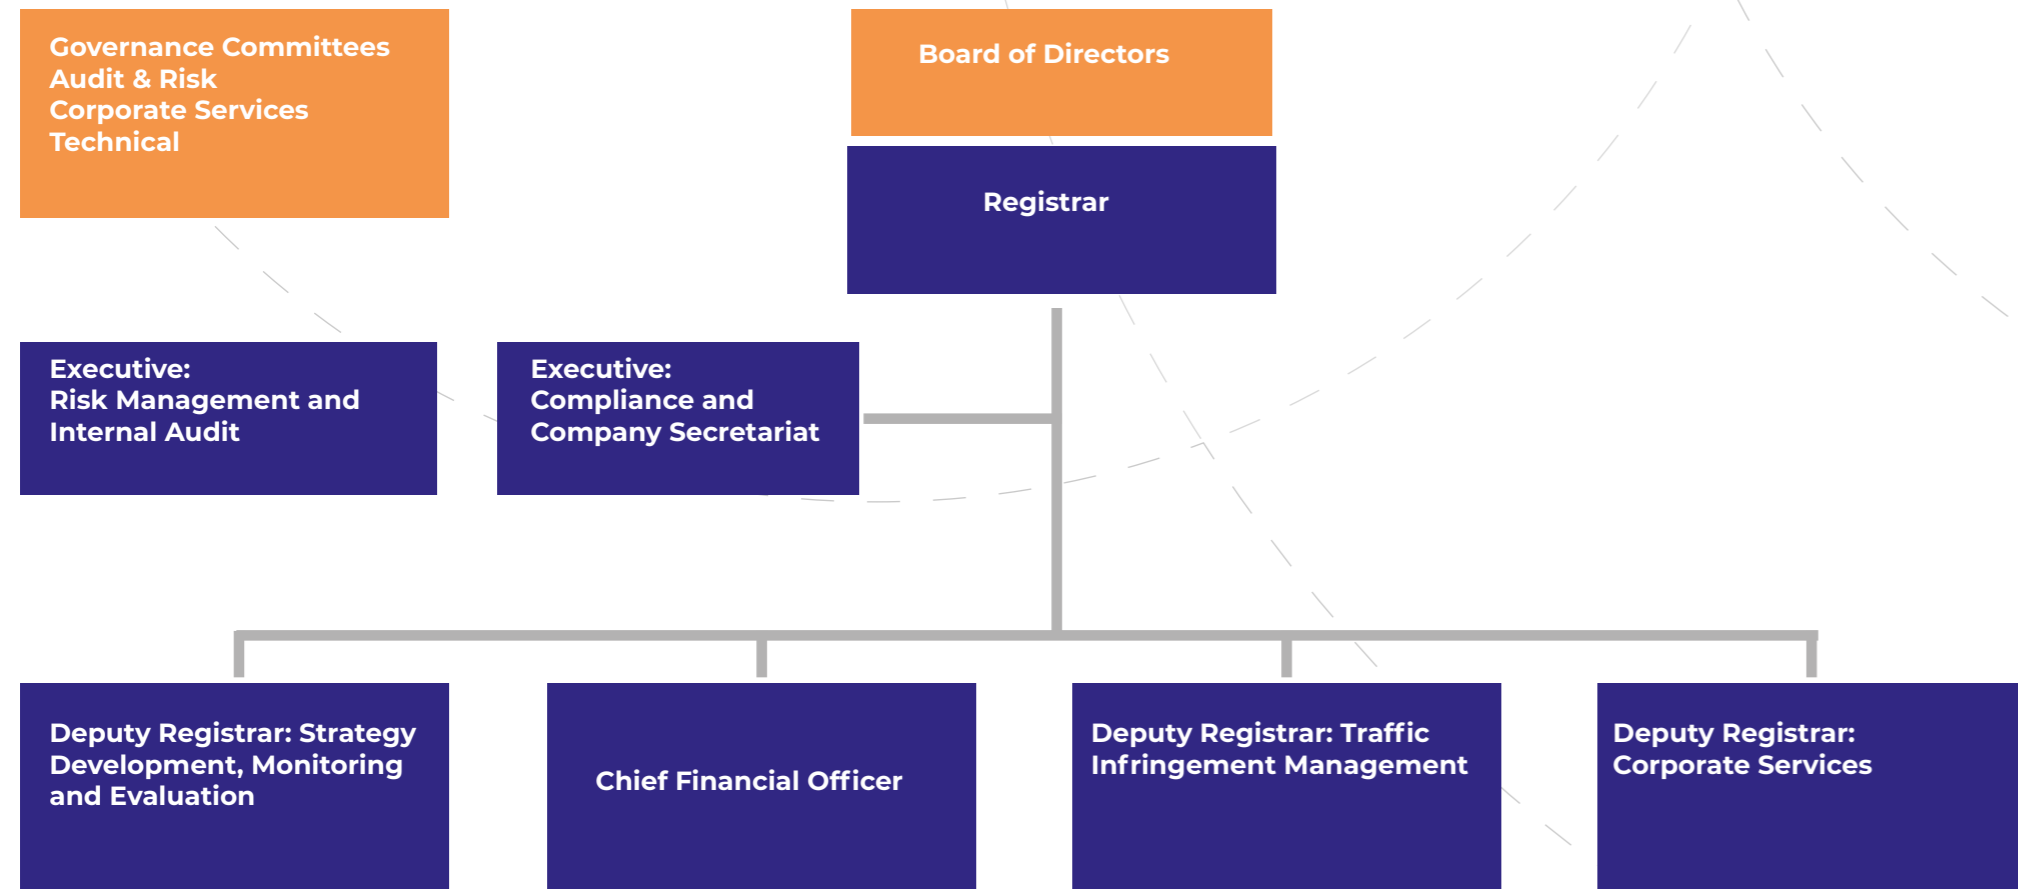 Governance Committees
Audit & Risk
Corporate Services
Technical
Board of Directors
Registrar
Executive:
Risk Management and
Internal Audit
Executive:
Compliance and
Company Secretariat
Deputy Registrar: Strategy
Development, Monitoring
and Evaluation
Chief Financial Officer
Deputy Registrar: Traffic
Infringement Management
Deputy Registrar:
Corporate Services